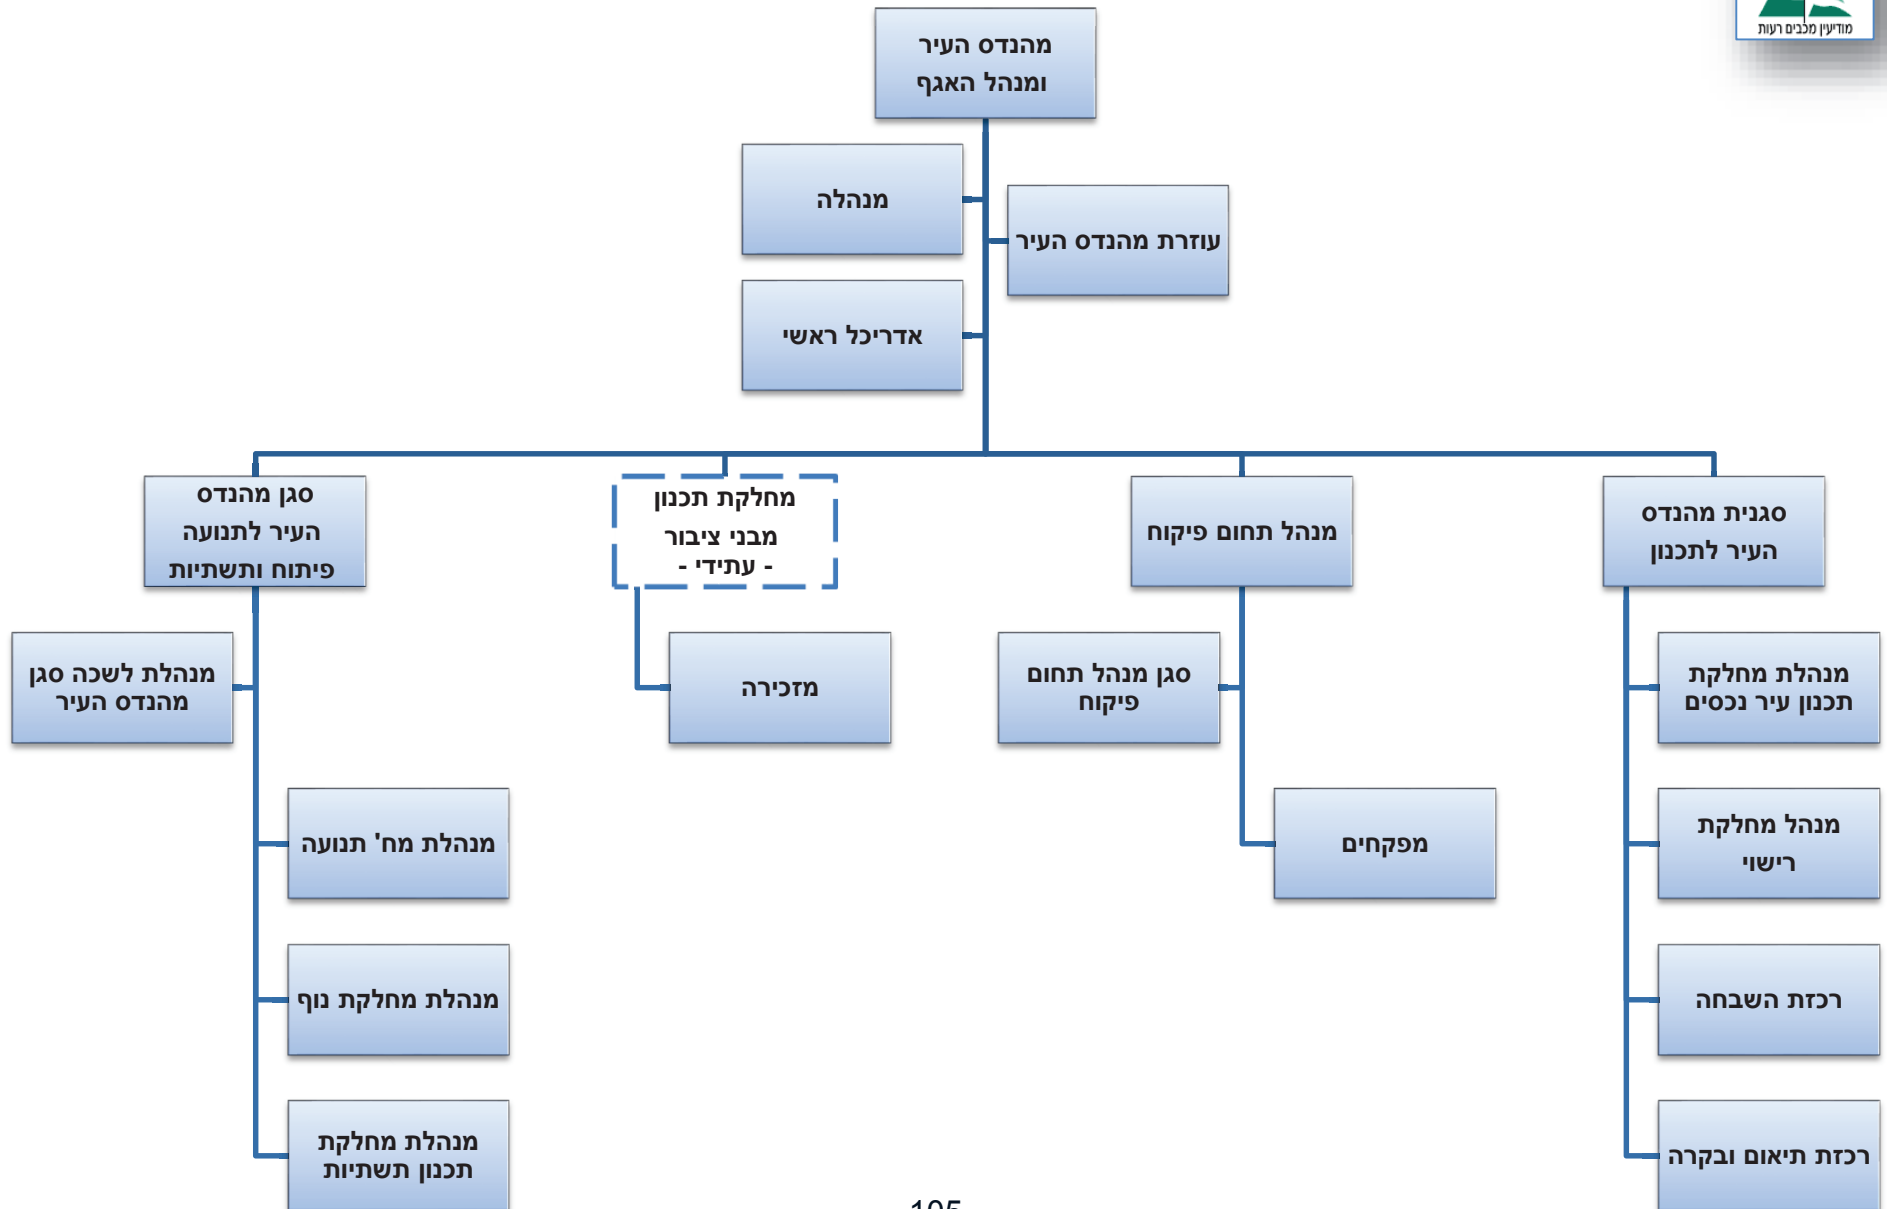 מודיעין מכבים רעות
מהנדס העיר
ומנהל האגף
מנהלה
עוזרת מהנדס העיר
אדריכל ראשי
סגנית מהנדס
העיר לתכנון
מנהל תחום פיקוח
מחלקת תכנון
מבני ציבור
- עתידי -
סגן מהנדס
העיר לתנועה
פיתוח ותשתיות
מנהלת מחלקת
תכנון עיר נכסים
מנהל מחלקת
רישוי
רכזת השבחה
רכזת תיאום ובקרה
סגן מנהל תחום
פיקוח
מפקחים
מזכירה
מנהלת לשכה סגן
מהנדס העיר
מנהלת מח' תנועה
מנהלת מחלקת נוף
מנהלת מחלקת
תכנון תשתיות
105